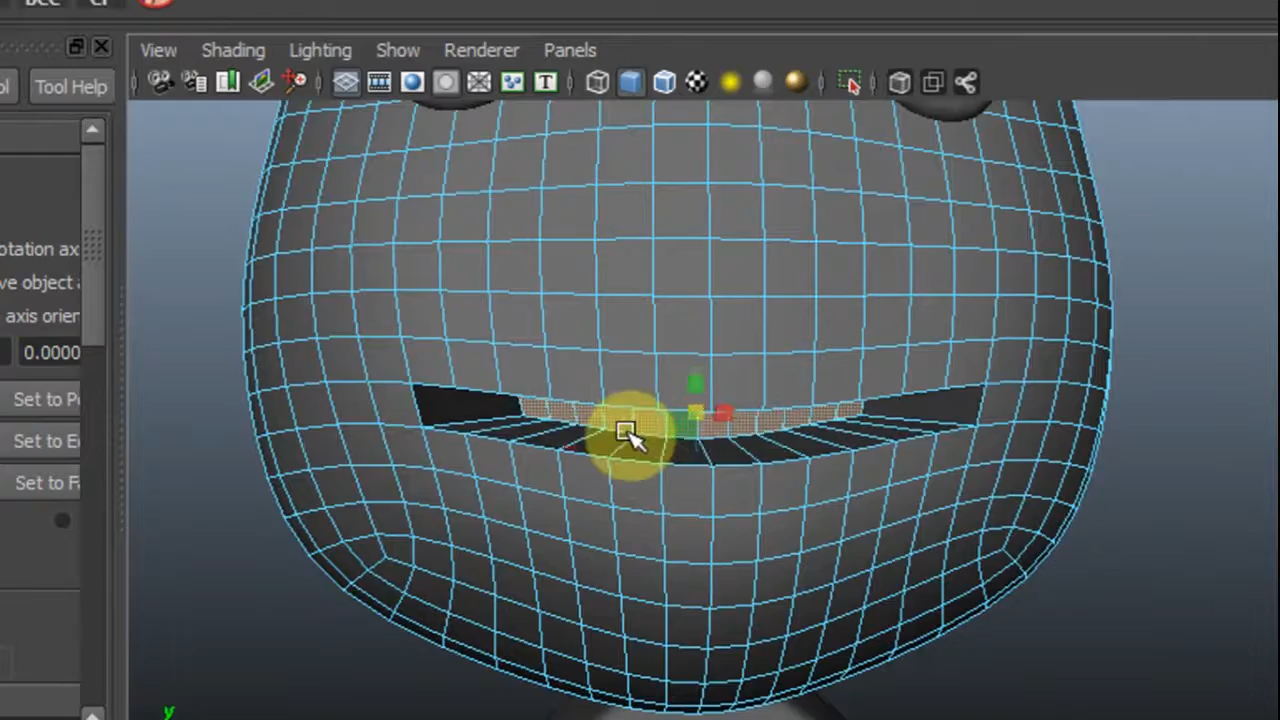 View Shading Lighting Show Renderer Panels
Tool Help
T
otation ax
ve object
axis orien
0.0000
Set to P
Set to E
Set to F
y